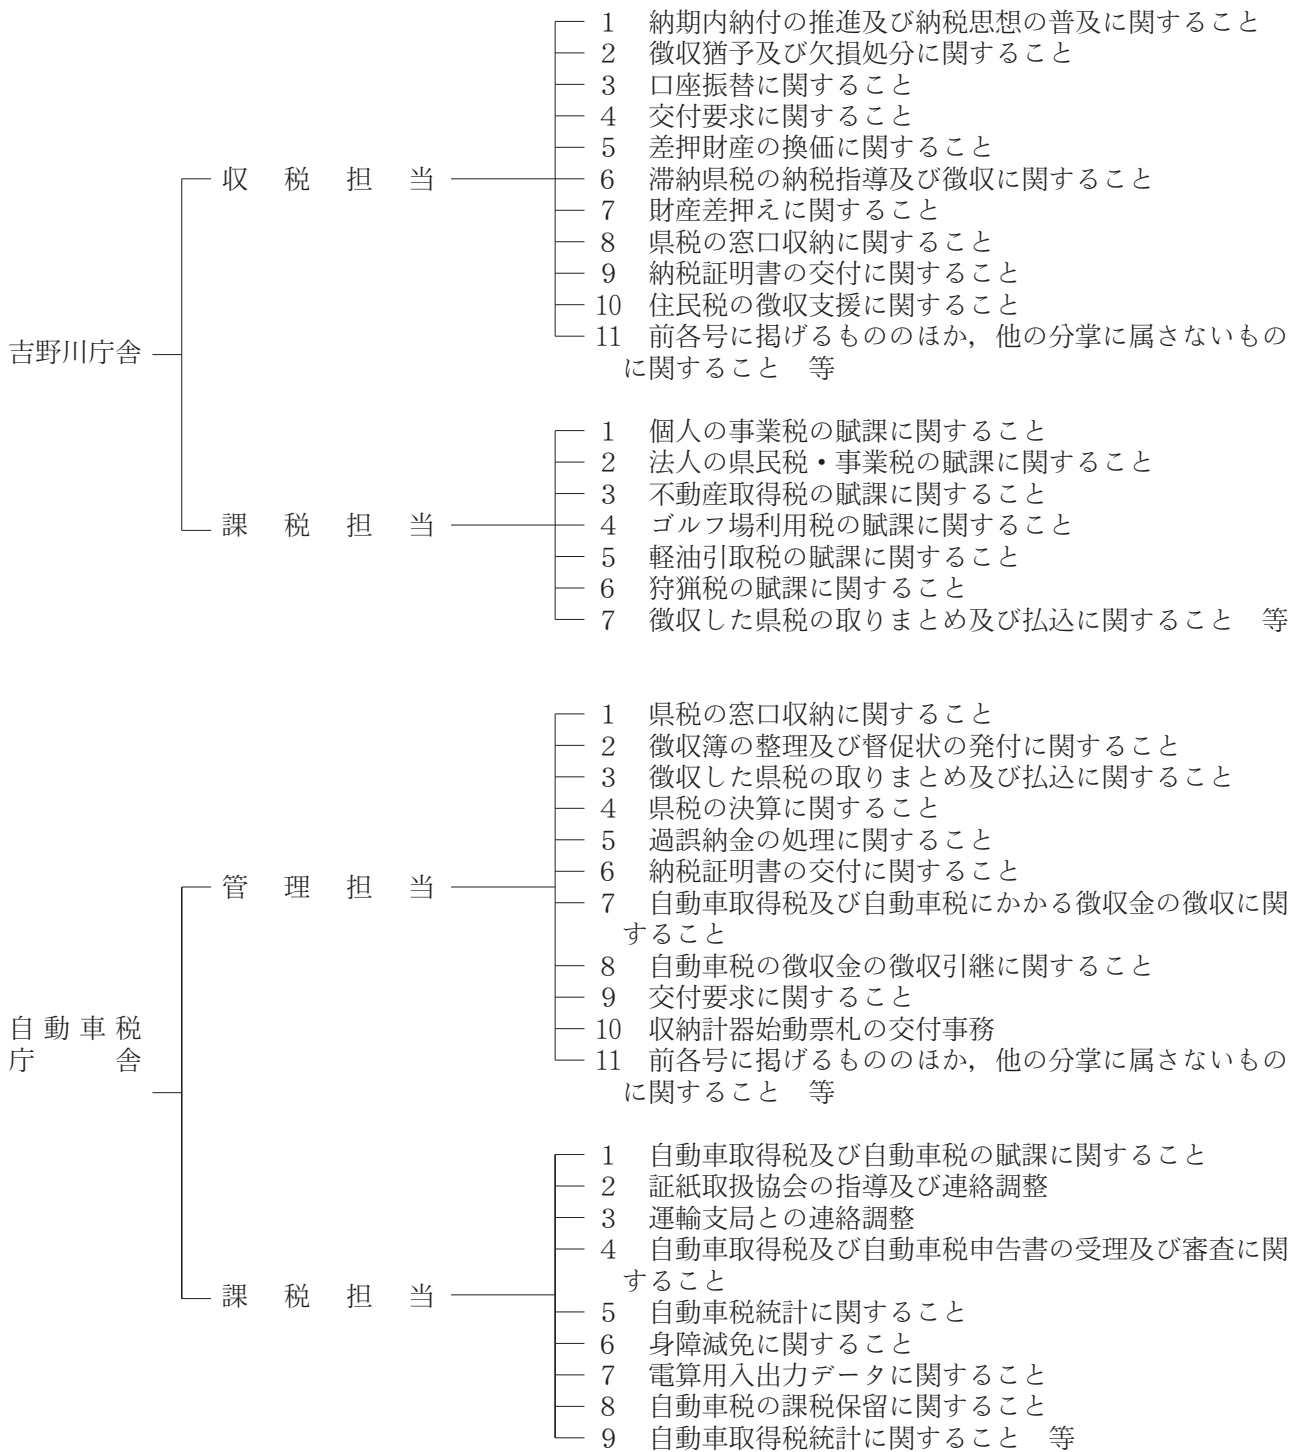 吉野川庁舎
収税担当
1 納期内納付の推進及び納税思想の普及に関すること
2 徴収猶予及び欠損処分に関すること
3 口座振替に関すること
4 交付要求に関すること
5 差押財産の換価に関すること
6 滞納県税の納税指導及び徴収に関すること
7 財産差押えに関すること
8 県税の窓口収納に関すること
9 納税証明書の交付に関すること
10 住民税の徴収支援に関すること
11 前各号に掲げるもののほか，他の分掌に属さないもの
に関すること 等
課税担当
1 個人の事業税の賦課に関すること
2 法人の県民税・事業税の賦課に関すること
3 不動産取得税の賦課に関すること
4 ゴルフ場利用税の賦課に関すること
5 軽油引取税の賦課に関すること
6 狩猟税の賦課に関すること
7 徴収した県税の取りまとめ及び払込に関すること 等
自動車税
庁舎
管理担当
1 県税の窓口収納に関すること
2 徴収簿の整理及び督促状の発付に関すること
3 徴収した県税の取りまとめ及び払込に関すること
4 県税の決算に関すること
5 過誤納金の処理に関すること
6 納税証明書の交付に関すること
7 自動車取得税及び自動車税にかかる徴収金の徴収に関
すること
8 自動車税の徴収金の徴収引継に関すること
9 交付要求に関すること
10 収納計器始動票札の交付事務
11 前各号に掲げるもののほか，他の分掌に属さないもの
に関すること 等
課税担当
1 自動車取得税及び自動車税の賦課に関すること
2 証紙取扱協会の指導及び連絡調整
3 運輸支局との連絡調整
4 自動車取得税及び自動車税申告書の受理及び審査に関
すること
5 自動車税統計に関すること
6 身障減免に関すること
7 電算用入出力データに関すること
8 自動車税の課税保留に関すること
9 自動車取得税統計に関すること 等